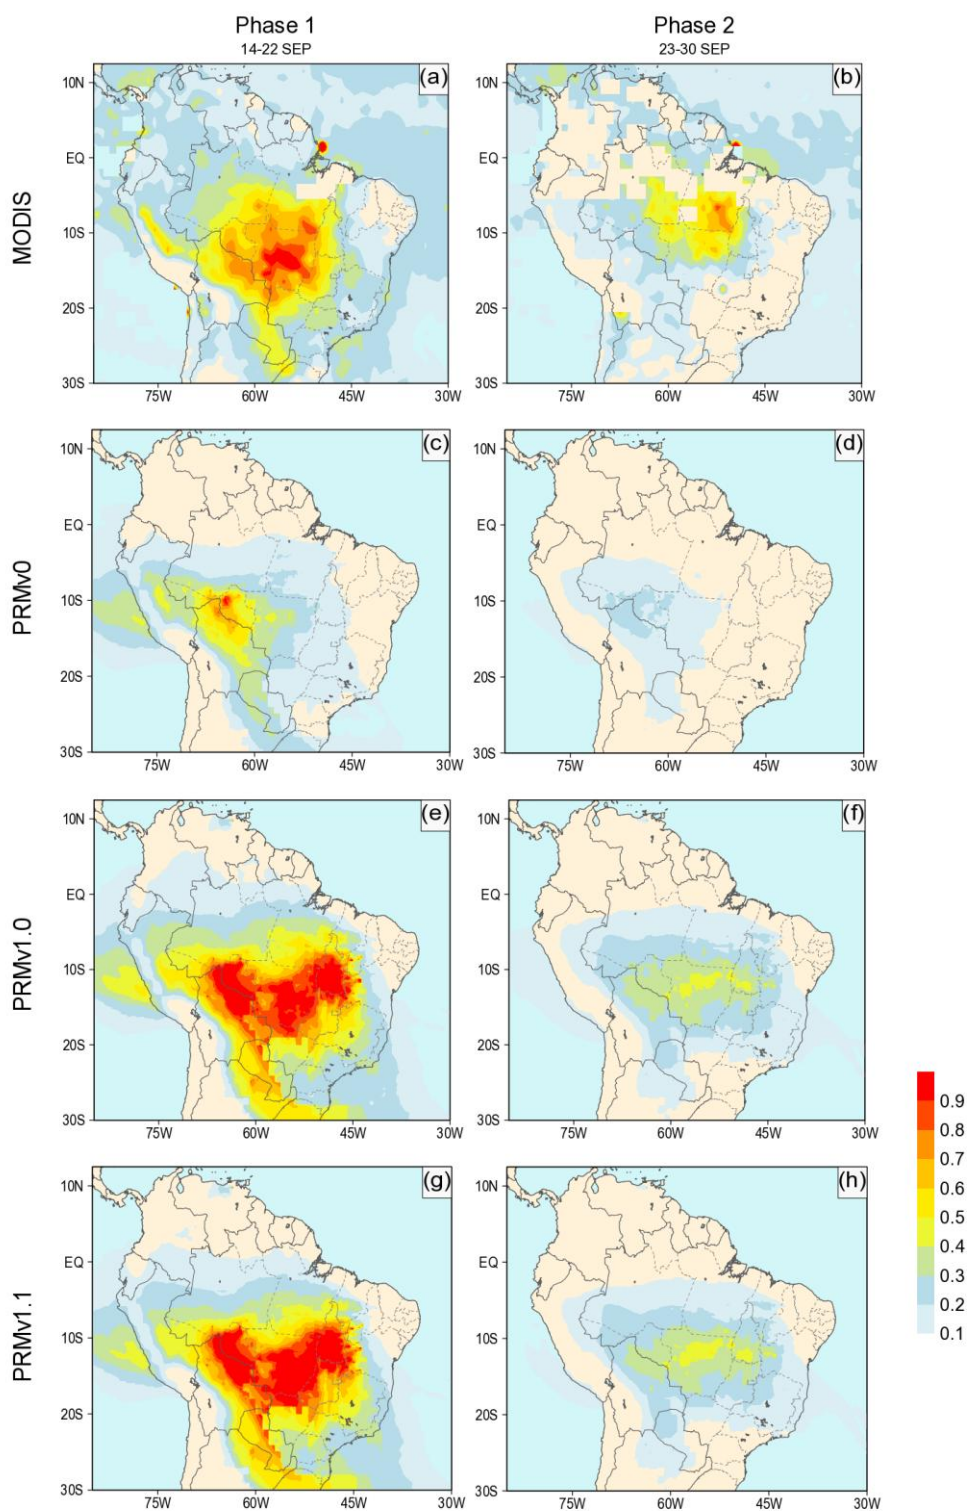 Phase 1
14-22 SEP
Phase 2
23-30 SEP
MODIS
(a)
10N
EQ
10S
20S
30S
75W
60W
45W
30W
(b)
10N
EQ
10S
20S
30S
75W
60W
45W
30W
PRMv0
(c)
10N
EQ
10S
20S
30S
75W
60W
45W
30W
(d)
10N
EQ
10S
20S
30S
75W
60W
45W
30W
PRMv1.0
(e)
10N
EQ
10S
20S
30S
75W
60W
45W
30W
(f)
10N
EQ
10S
20S
30S
75W
60W
45W
30W
PRMv1.1
(g)
10N
EQ
10S
20S
30S
75W
60W
45W
30W
(h)
10N
EQ
10S
20S
30S
75W
60W
45W
30W
0.9
0.8
0.7
0.6
0.5
0.4
0.3
0.2
0.1